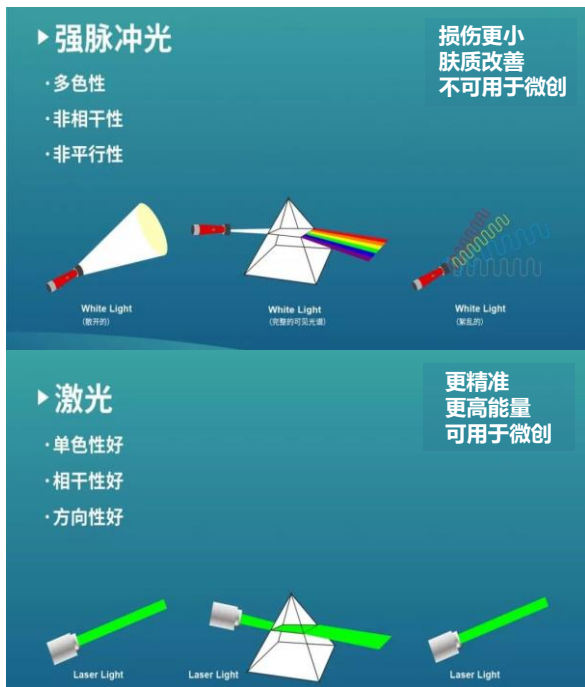 ▸强脉冲光
·多色性
·非相干性
·非平行性
损伤更小
肤质改善
不可用于微创
White Light
(散开的)
White Light
(完整的可见光谱)
White Light
(紊乱的)
▸激光
·单色性好
·相干性好
·方向性好
更精准
更高能量
可用于微创
Laser Light
Laser Light
Laser Light